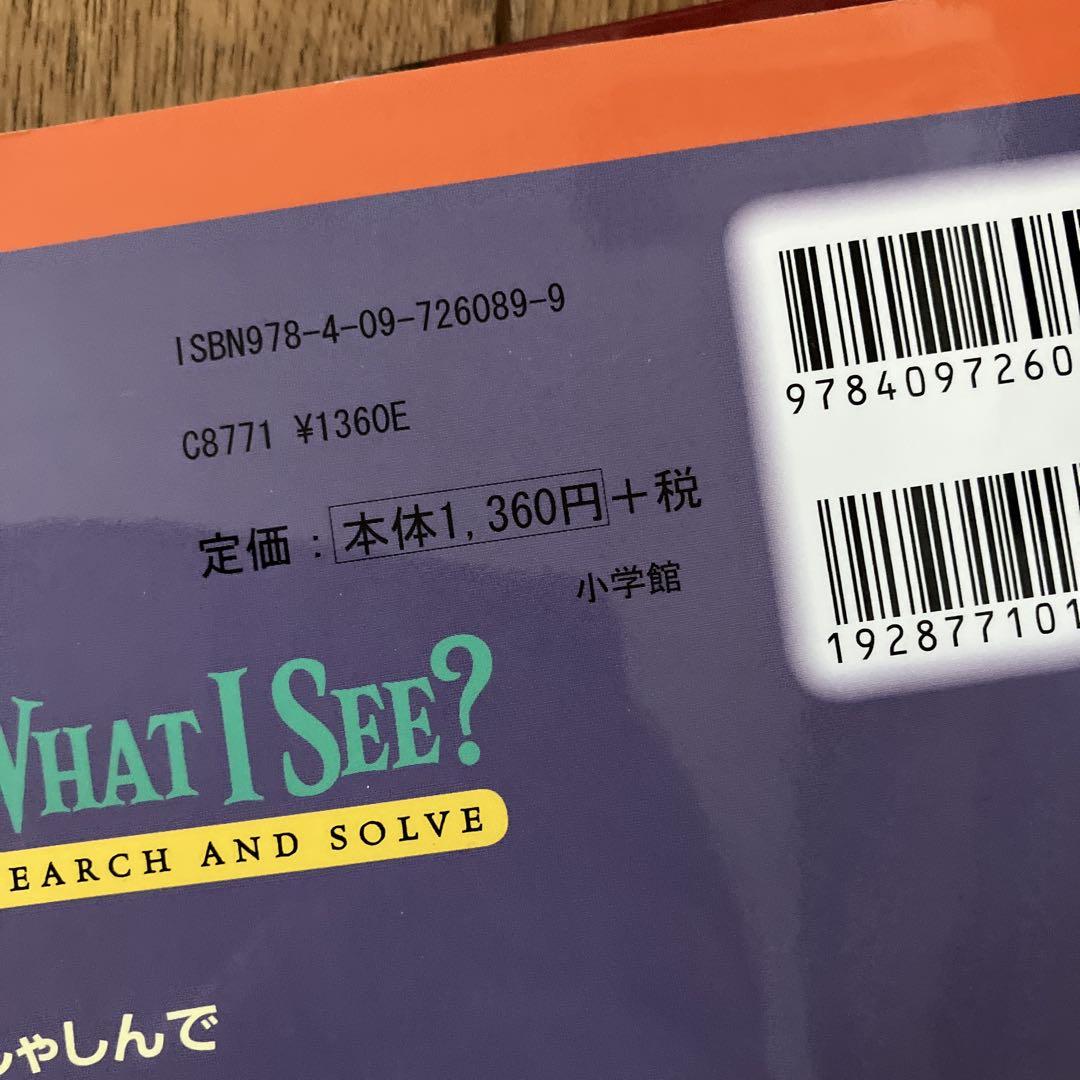 ISBN978-4-09-726089-9
C8771 ¥1360E
定価：本体1,360円+税
小学館
9784097260
192877101
WHAT I SEE?
EARCH AND SOLVE
しゃしんで